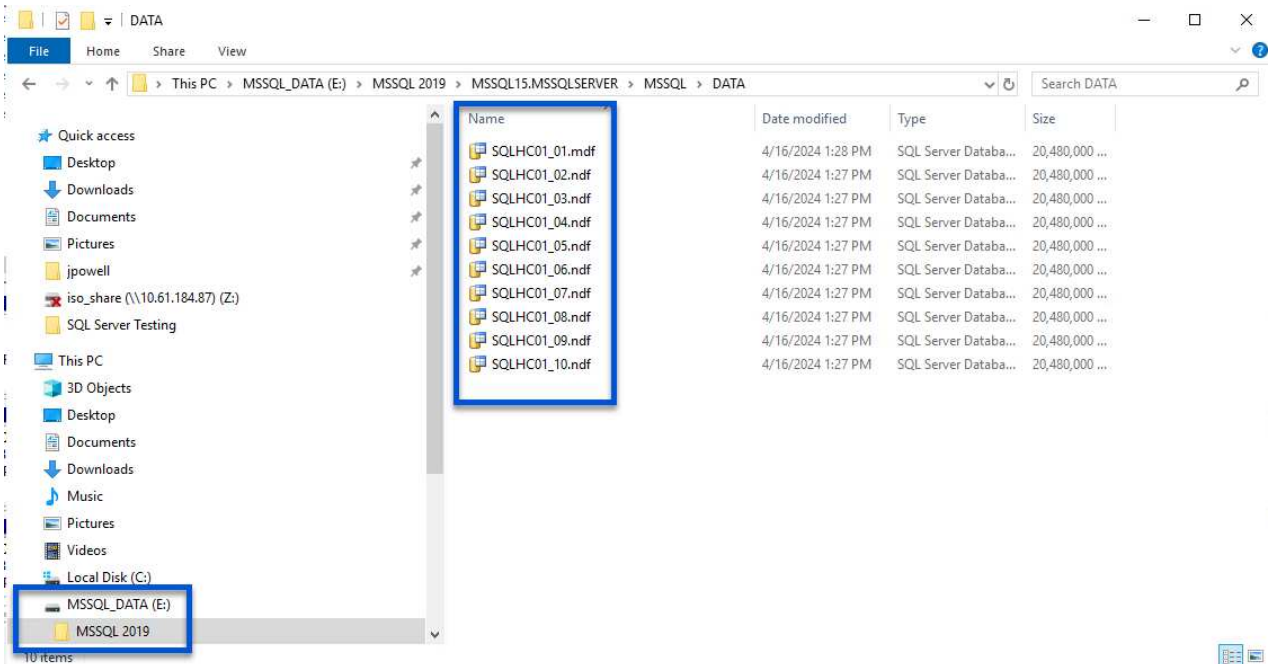 DATA
File Home Share View
This PC > MSSQL_DATA (E:) > MSSQL 2019 > MSSQL15.MSSQLSERVER > MSSQL > DATA
Search DATA
Name Date modified Type Size
SQLHC01_01.mdf 4/16/2024 1:28 PM SQL Server Databa... 20,480,000 ...
SQLHC01_02.ndf 4/16/2024 1:27 PM SQL Server Databa... 20,480,000 ...
SQLHC01_03.ndf 4/16/2024 1:27 PM SQL Server Databa... 20,480,000 ...
SQLHC01_04.ndf 4/16/2024 1:27 PM SQL Server Databa... 20,480,000 ...
SQLHC01_05.ndf 4/16/2024 1:27 PM SQL Server Databa... 20,480,000 ...
SQLHC01_06.ndf 4/16/2024 1:27 PM SQL Server Databa... 20,480,000 ...
SQLHC01_07.ndf 4/16/2024 1:27 PM SQL Server Databa... 20,480,000 ...
SQLHC01_08.ndf 4/16/2024 1:27 PM SQL Server Databa... 20,480,000 ...
SQLHC01_09.ndf 4/16/2024 1:27 PM SQL Server Databa... 20,480,000 ...
SQLHC01_10.ndf 4/16/2024 1:27 PM SQL Server Databa... 20,480,000 ...
Quick access
Desktop
Downloads
Documents
Pictures
jpowell
iso_share (\\10.61.184.87) (Z:)
SQL Server Testing
This PC
3D Objects
Desktop
Documents
Downloads
Music
Pictures
Videos
Local Disk (C:)
MSSQL_DATA (E:)
MSSQL 2019
10 items